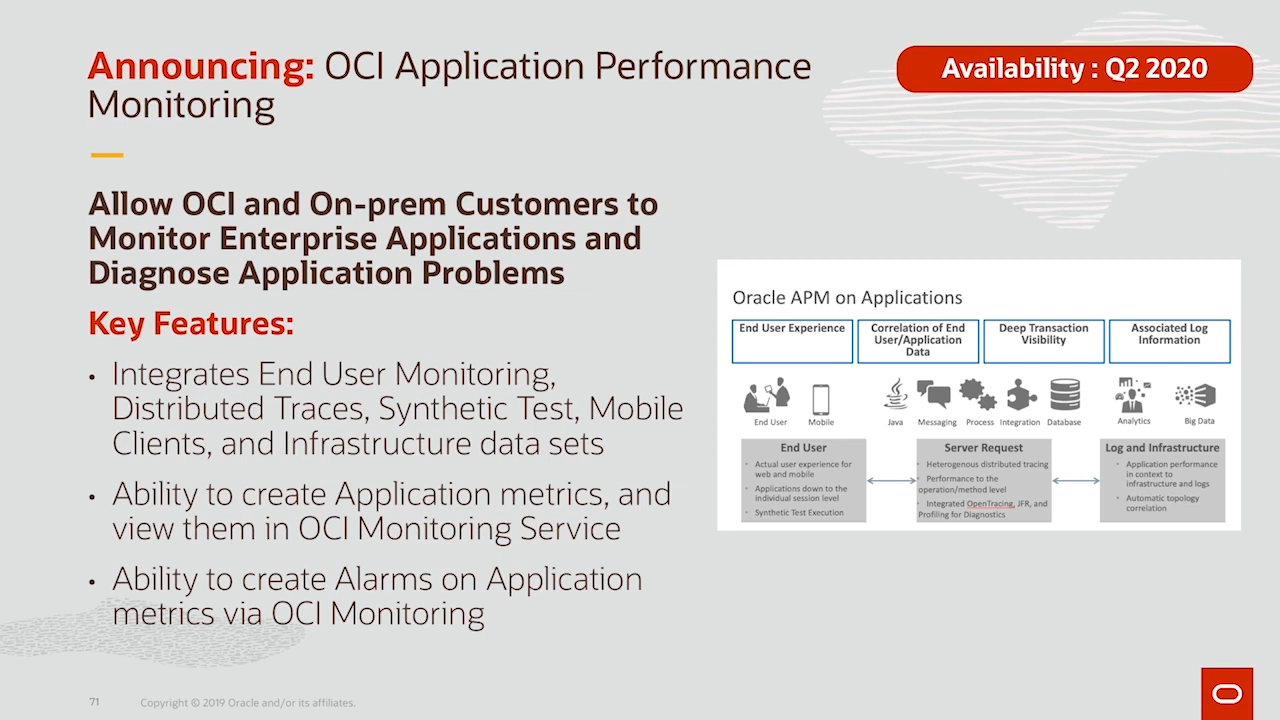 Announcing: OCI Application Performance
Monitoring
Availability : Q2 2020
Allow OCI and On-prem Customers to
Monitor Enterprise Applications and
Diagnose Application Problems
Key Features:
• Integrates End User Monitoring,
Distributed Traces, Synthetic Test, Mobile
Clients, and Infrastructure data sets
• Ability to create Application metrics, and
view them in OCI Monitoring Service
• Ability to create Alarms on Application
metrics via OCI Monitoring
Oracle APM on Applications
End User Experience
Correlation of End
User/Application
Data
Deep Transaction
Visibility
Associated Log
Information
End User
Mobile
Java
Messaging
Process
Integration
Database
Analytics
Big Data
End User
• Actual user experience for
web and mobile
• Applications down to the
individual session level
• Synthetic Test Execution
Server Request
• Heterogenous distributed tracing
• Performance to the
operation/method level
• Integrated OpenTracing, JFR, and
Profiling for Diagnostics
Log and Infrastructure
• Application performance
in context to
infrastructure and logs
• Automatic topology
correlation
71
Copyright © 2019 Oracle and/or its affiliates.